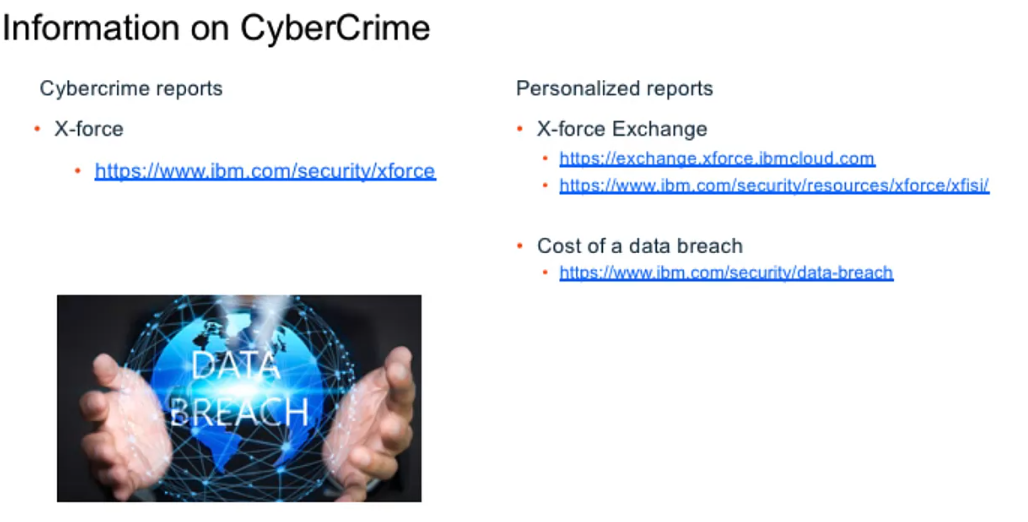 Information on CyberCrime
Cybercrime reports
• X-force
• https://www.ibm.com/security/xforce
Personalized reports
• X-force Exchange
• https://exchange.xforce.ibmcloud.com
• https://www.ibm.com/security/resources/xforce/xfisi/
• Cost of a data breach
• https://www.ibm.com/security/data-breach
DATA
BREACH